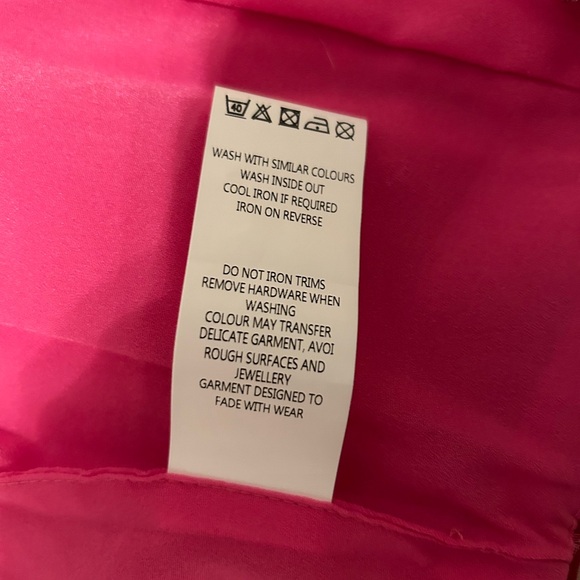 40
WASH WITH SIMILAR COLOURS
WASH INSIDE OUT
COOL IRON IF REQUIRED
IRON ON REVERSE
DO NOT IRON TRIMS
REMOVE HARDWARE WHEN
WASHING
COLOUR MAY TRANSFER
DELICATE GARMENT, AVOI
ROUGH SURFACES AND
JEWELLERY
GARMENT DESIGNED TO
FADE WITH WEAR